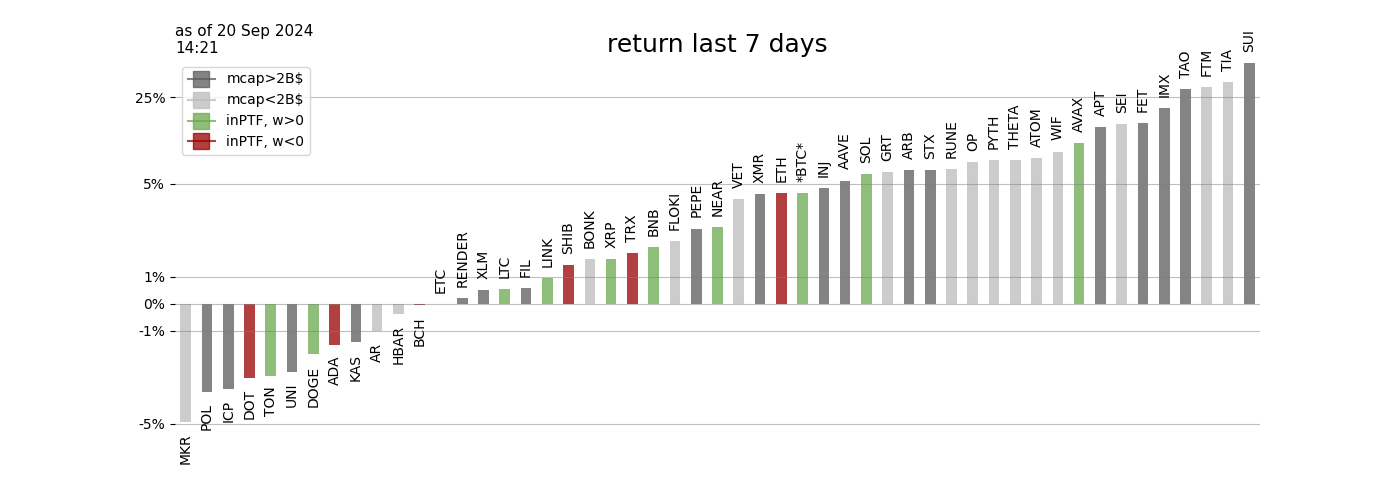 as of 20 Sep 2024
14:21
return last 7 days
mcap>2B$
mcap<2B$
inPTF, w>0
inPTF, w<0
25%
5%
1%
0%
-1%
-5%
MKR
POL
ICP
DOT
TON
UNI
DOGE
ADA
KAS
AR
HBAR
BCH
ETC
RENDER
XLM
LTC
FIL
LINK
SHIB
BONK
XRP
TRX
BNB
FLOKI
PEPE
NEAR
VET
XMR
ETH
*BTC*
INJ
AAVE
SOL
GRT
ARB
STX
RUNE
OP
PYTH
THETA
ATOM
WIF
AVAX
APT
SEI
FET
IMX
TAO
FTM
TIA
SUI